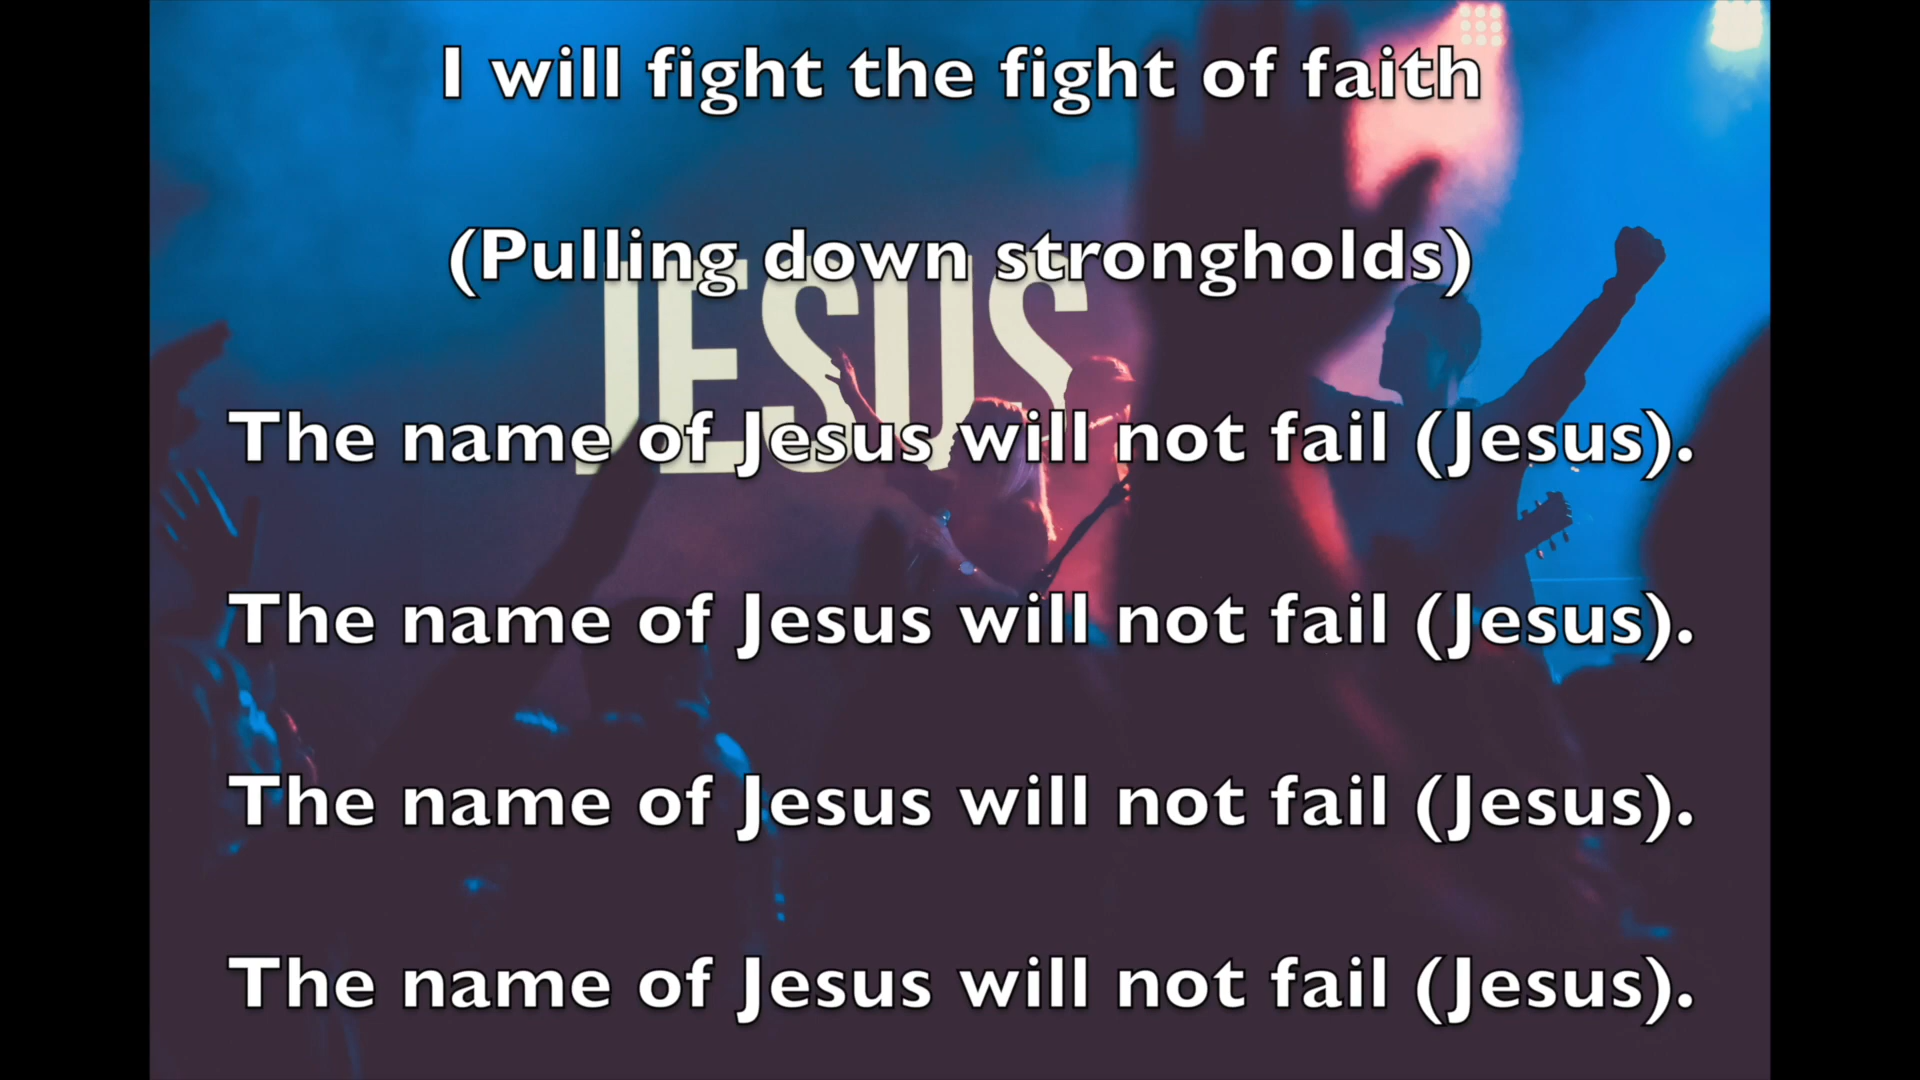 I will fight the fight of faith
(Pulling down strongholds)
JESUS
The name of Jesus will not fail (Jesus).
The name of Jesus will not fail (Jesus).
The name of Jesus will not fail (Jesus).
The name of Jesus will not fail (Jesus).